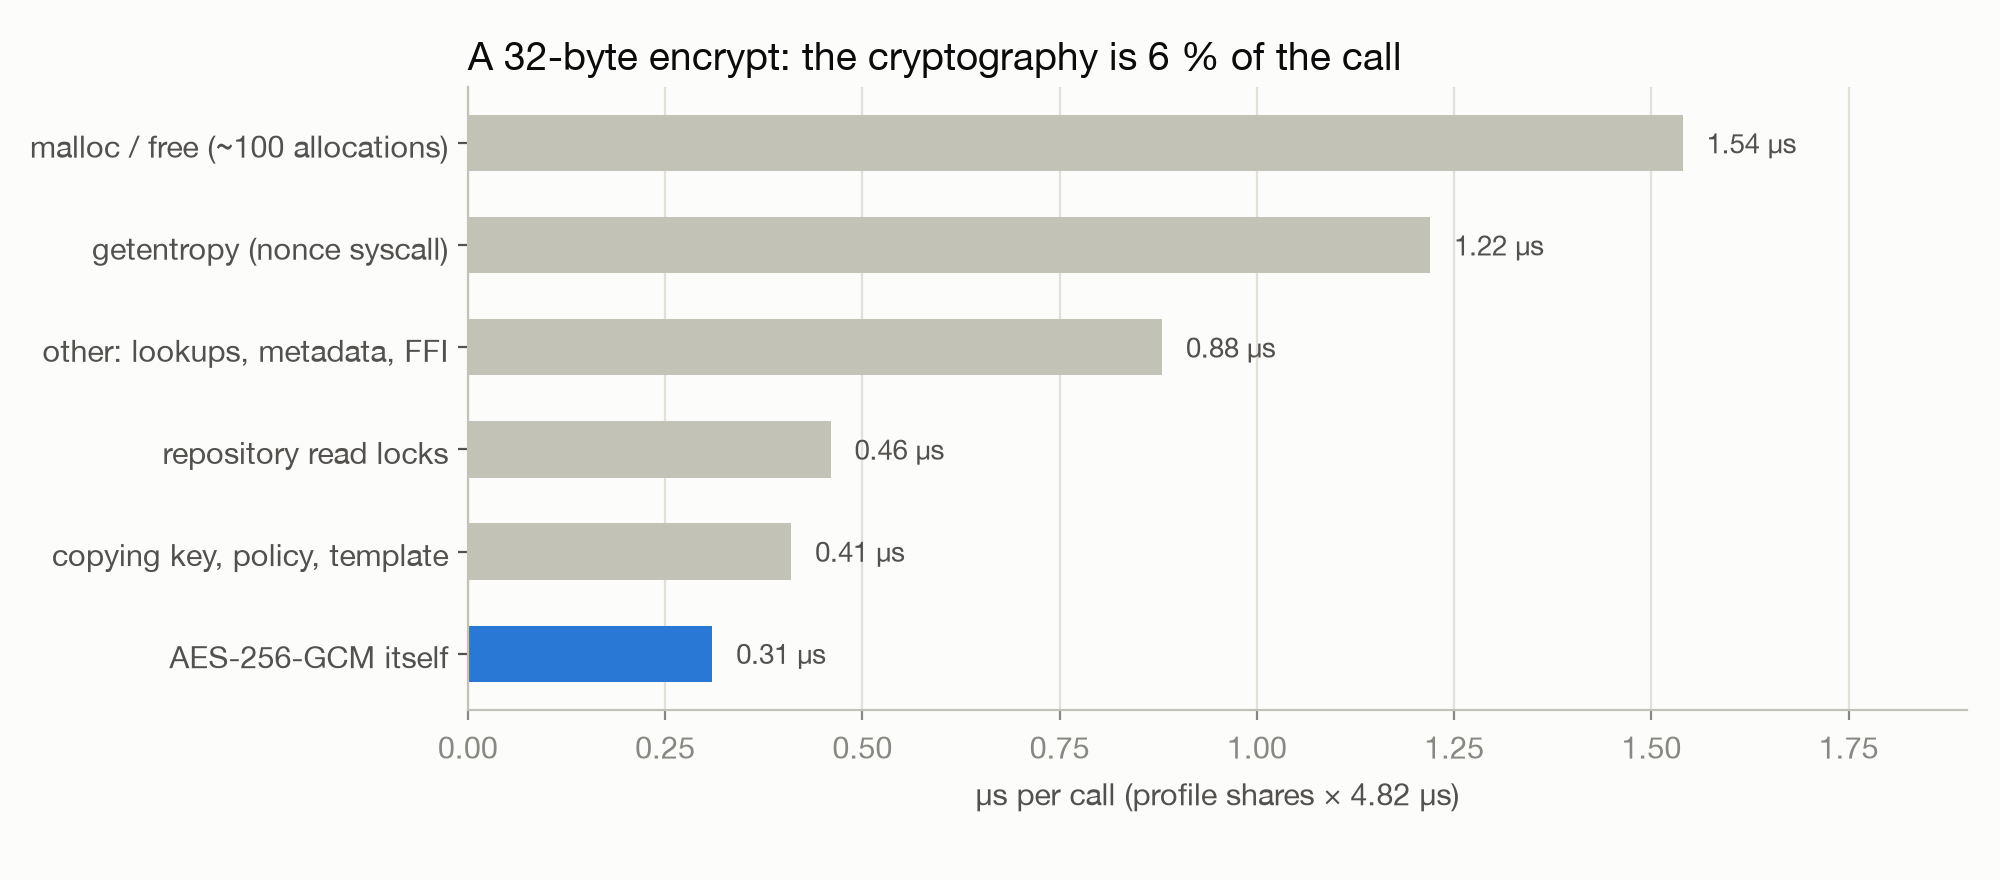 A 32-byte encrypt: the cryptography is 6 % of the call
malloc / free (~100 allocations)
1.54 µs
getentropy (nonce syscall)
1.22 µs
other: lookups, metadata, FFI
0.88 µs
repository read locks
0.46 µs
copying key, policy, template
0.41 µs
AES-256-GCM itself
0.31 µs
0.00 0.25 0.50 0.75 1.00 1.25 1.50 1.75
µs per call (profile shares × 4.82 µs)